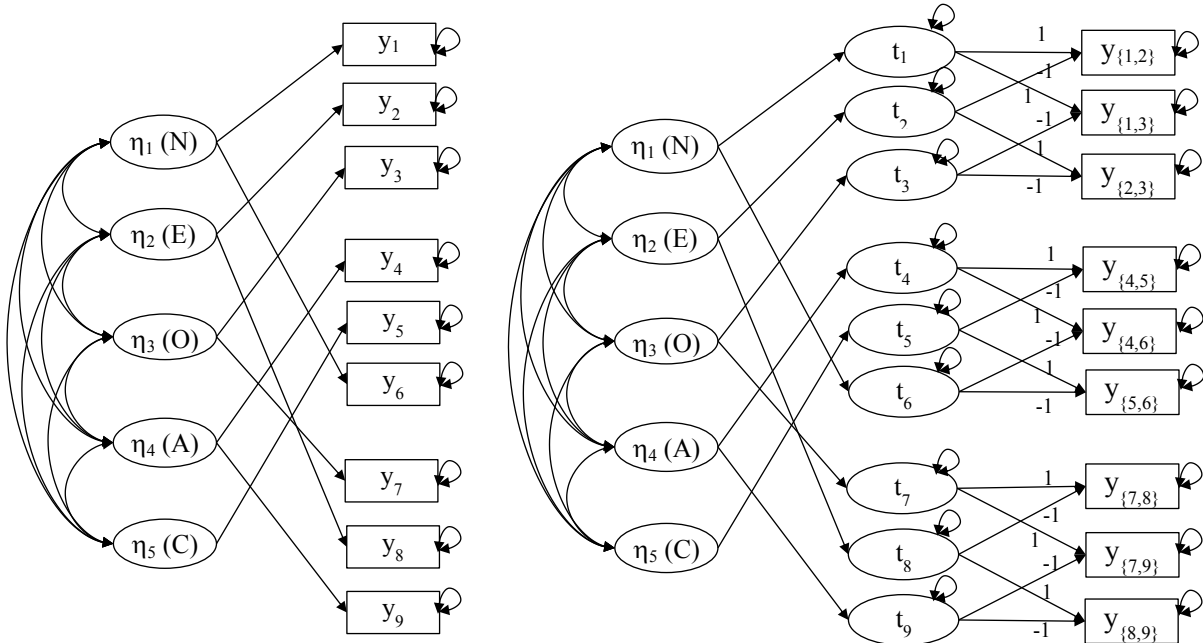 y₁
y₂
y₃
y₄
y₅
y₆
y₇
y₈
y₉
η₁ (N)
η₂ (E)
η₃ (O)
η₄ (A)
η₅ (C)
η₁ (N)
η₂ (E)
η₃ (O)
η₄ (A)
η₅ (C)
t₁
t₂
t₃
t₄
t₅
t₆
t₇
t₈
t₉
1
-1
1
-1
1
-1
1
-1
1
-1
1
-1
1
-1
1
-1
1
-1
y{1,2}
y{1,3}
y{2,3}
y{4,5}
y{4,6}
y{5,6}
y{7,8}
y{7,9}
y{8,9}